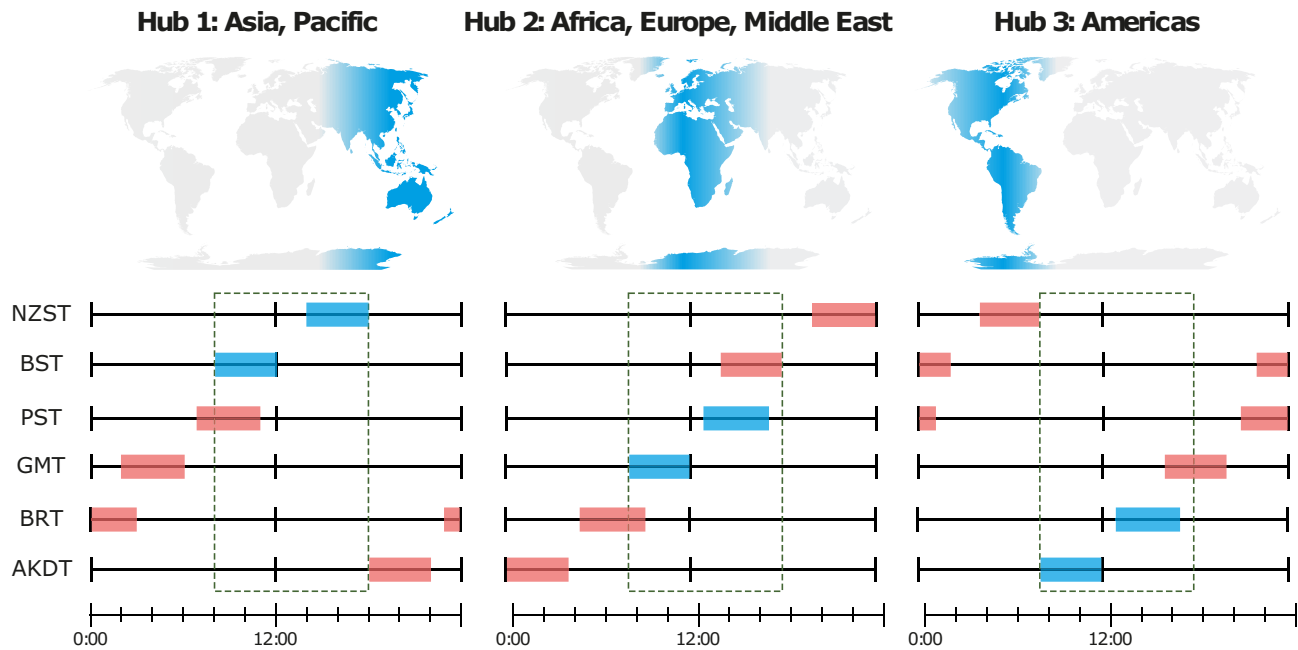 Hub 1: Asia, Pacific
Hub 2: Africa, Europe, Middle East
Hub 3: Americas
NZST
BST
PST
GMT
BRT
AKDT
0:00
12:00
0:00
12:00
0:00
12:00